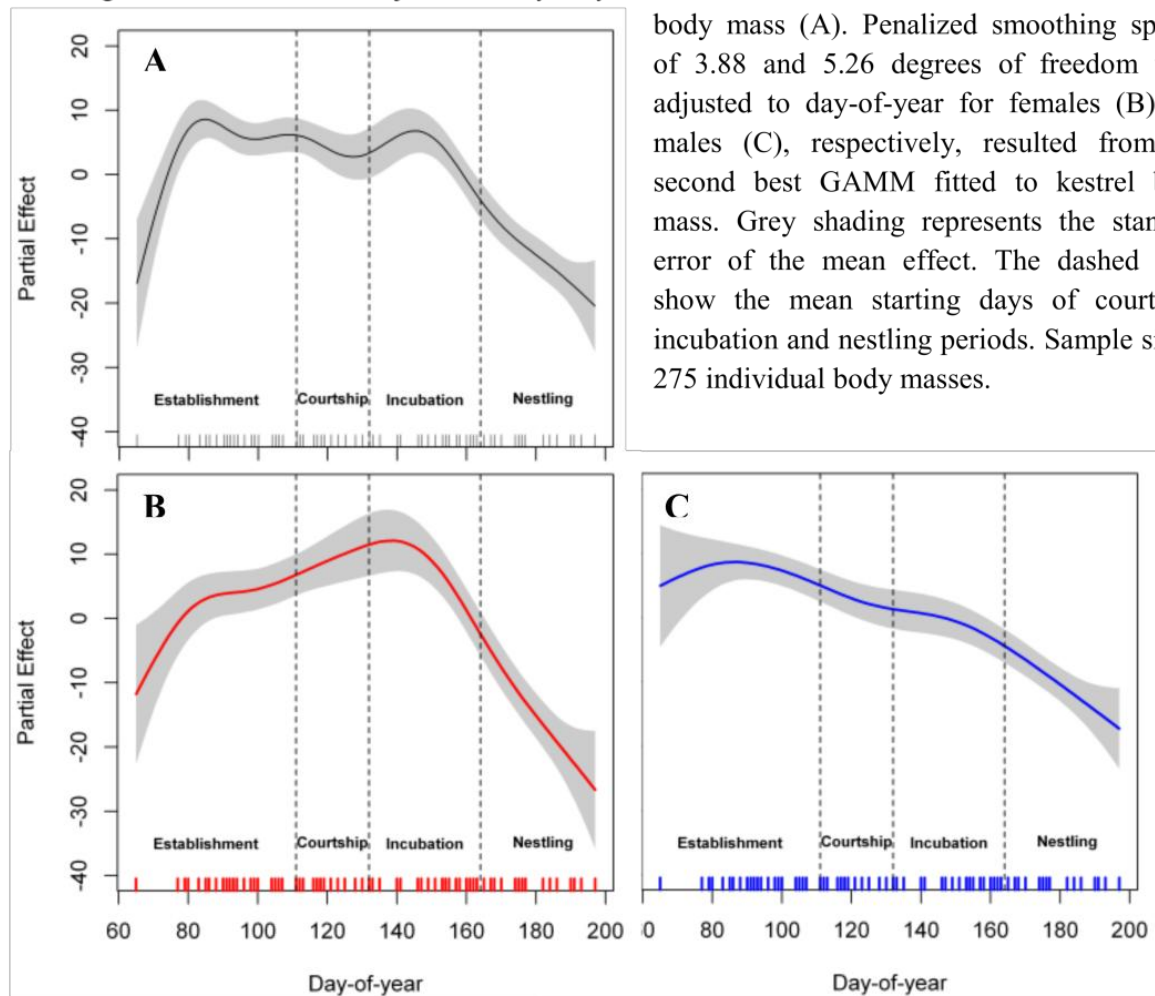 body mass (A). Penalized smoothing sp
of 3.88 and 5.26 degrees of freedom
adjusted to day-of-year for females (B)
males (C), respectively, resulted from
second best GAMM fitted to kestrel
mass. Grey shading represents the stan
error of the mean effect. The dashed
show the mean starting days of court
incubation and nestling periods. Sample si
275 individual body masses.
A
Partial Effect
20
10
0
-10
-20
-30
-40
Establishment Courtship Incubation Nestling
B
Partial Effect
20
10
0
-10
-20
-30
-40
Establishment Courtship Incubation Nestling
60 80 100 120 140 160 180 200
Day-of-year
C
Establishment Courtship Incubation Nestling
0 80 100 120 140 160 180 200
Day-of-year